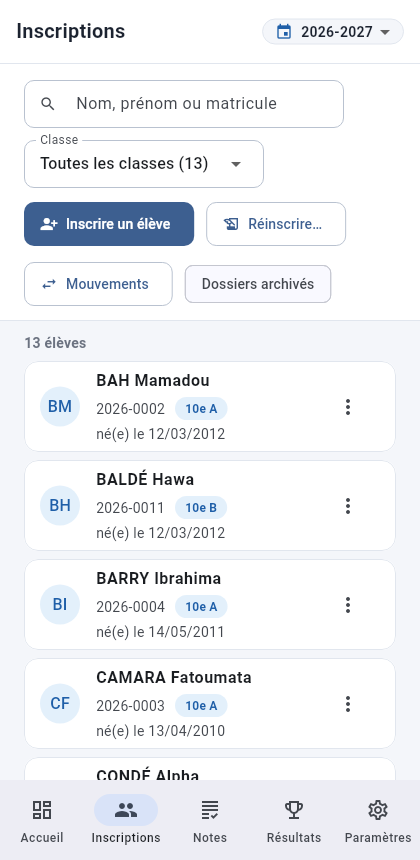 Inscriptions
2026-2027
Nom, prénom ou matricule
Classe
Toutes les classes (13)
Inscrire un élève
Réinscrire…
Mouvements
Dossiers archivés
13 élèves
BM
BAH Mamadou
2026-0002 10e A
né(e) le 12/03/2012
BH
BALDÉ Hawa
2026-0011 10e B
né(e) le 12/03/2012
BI
BARRY Ibrahima
2026-0004 10e A
né(e) le 14/05/2011
CF
CAMARA Fatoumata
2026-0003 10e A
né(e) le 13/04/2010
CONDÉ Alpha
Accueil
Inscriptions
Notes
Résultats
Paramètres